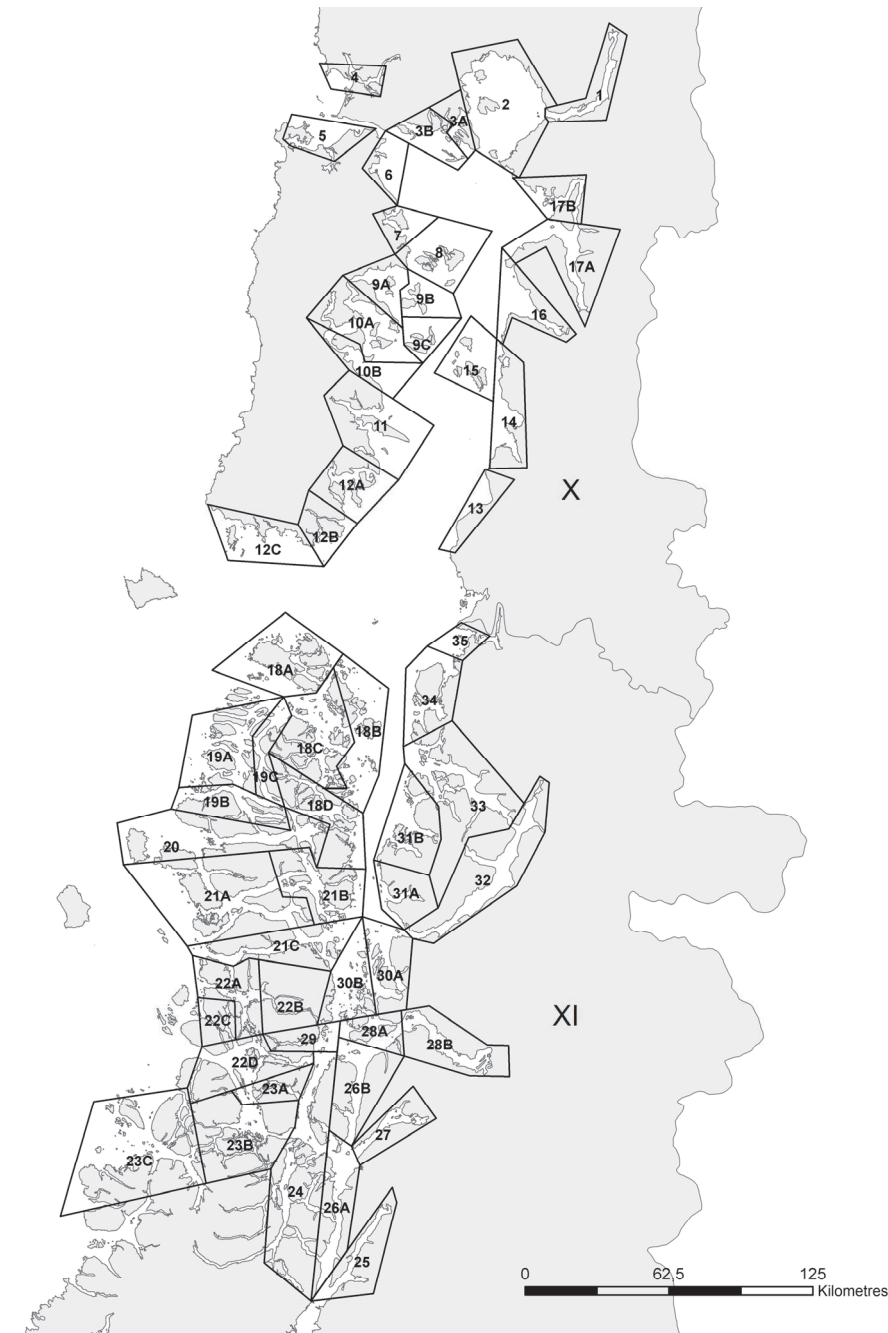 1
2
4
3A
3B
5
6
17B
7
8
17A
9A
9B
16
10A
9C
10B
15
11
14
12A
X
13
12B
12C
35
18A
34
18B
18C
19A
19C
19B
18D
33
31B
20
32
21A
21B
31A
21C
22A
30A
30B
22B
22C
XI
29
28A
28B
22D
23A
26B
27
23B
23C
24
26A
25
0 62.5 125
Kilometres